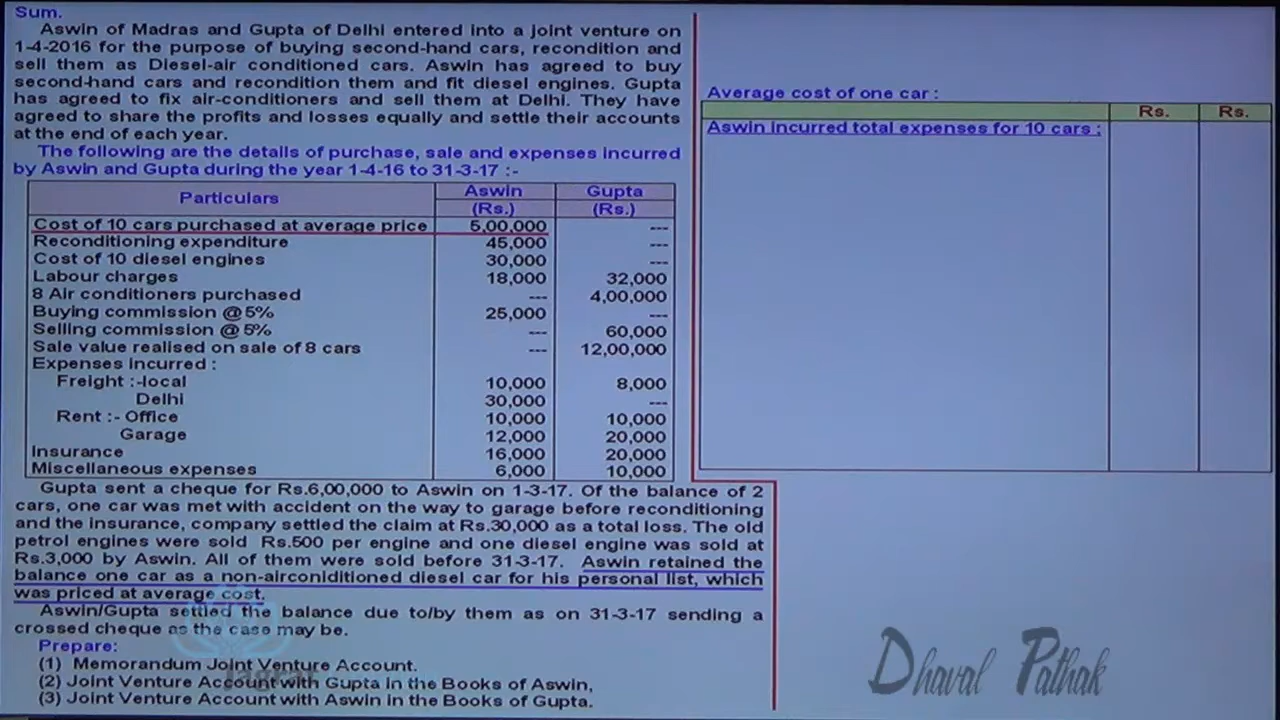 Sum.
Aswin of Madras and Gupta of Delhi entered into a joint venture on
1-4-2016 for the purpose of buying second-hand cars, recondition and
sell them as Diesel-air conditioned cars. Aswin has agreed to buy
second-hand cars and recondition them and fit diesel engines. Gupta
has agreed to fix air-conditioners and sell them at Delhi. They have
agreed to share the profits and losses equally and settle their accounts
at the end of each year.
The following are the details of purchase, sale and expenses incurred
by Aswin and Gupta during the year 1-4-16 to 31-3-17 :-
Particulars Aswin (Rs.) Gupta (Rs.)
Cost of 10 cars purchased at average price 5,00,000 ---
Reconditioning expenditure 45,000 ---
Cost of 10 diesel engines 30,000 ---
Labour charges 18,000 32,000
8 Air conditioners purchased --- 4,00,000
Buying commission @ 5% 25,000 ---
Selling commission @ 5% --- 60,000
Sale value realised on sale of 8 cars --- 12,00,000
Expenses incurred :
Freight :-local 10,000 8,000
Delhi 30,000 ---
Rent :- Office 10,000 10,000
Garage 12,000 20,000
Insurance 16,000 20,000
Miscellaneous expenses 6,000 10,000
Gupta sent a cheque for Rs.6,00,000 to Aswin on 1-3-17. Of the balance of 2
cars, one car was met with accident on the way to garage before reconditioning
and the insurance, company settled the claim at Rs.30,000 as a total loss. The old
petrol engines were sold Rs.500 per engine and one diesel engine was sold at
Rs.3,000 by Aswin. All of them were sold before 31-3-17. Aswin retained the
balance one car as a non-airconiditioned diesel car for his personal list, which
was priced at average cost.
Aswin/Gupta settled the balance due to/by them as on 31-3-17 sending a
crossed cheque as the case may be.
Prepare:
(1) Memorandum Joint Venture Account.
(2) Joint Venture Account with Gupta in the Books of Aswin,
(3) Joint Venture Account with Aswin in the Books of Gupta.
Average cost of one car :
Rs. Rs.
Aswin incurred total expenses for 10 cars :
Dhaval Pathak